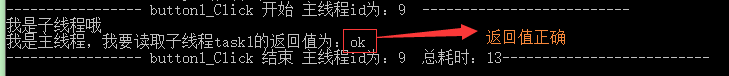 ----------------- button1_Click 开始 主线程id为：9  --------------------------
我是子线程哦
我是主线程，我要读取子线程task1的返回值为：ok
返回值正确
----------------- button1_Click 结束 主线程id为：9  总耗时：13--------------------------